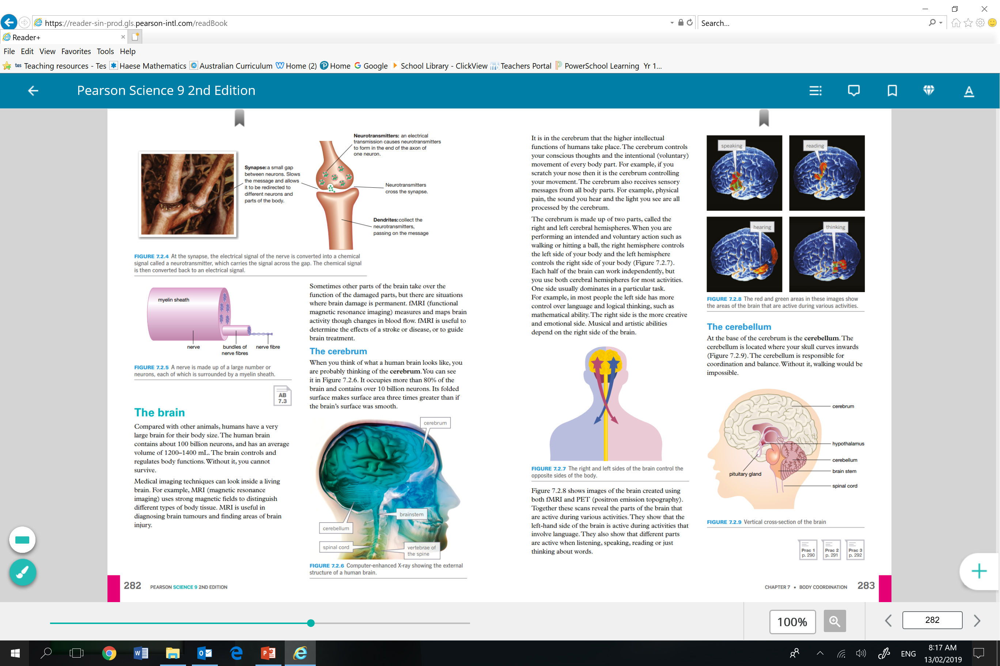 https://reader-sin-prod.gls.pearson-intl.com/readBook
Search...
Reader+
File Edit View Favorites Tools Help
tes Teaching resources - Tes Haese Mathematics Australian Curriculum Home (2) Home Google School Library - ClickView Teachers Portal PowerSchool Learning Yr 1...
Pearson Science 9 2nd Edition
Neurotransmitters: an electrical
transmission causes neurotransmitters
to form in the end of the axon of
one neuron.
Synapse: a small gap
between neurons. Slows
the message and allows
it to be redirected to
different neurons and
parts of the body.
Neurotransmitters
cross the synapse.
Dendrites: collect the
neurotransmitters,
passing on the message
FIGURE 7.2.4 At the synapse, the electrical signal of the nerve is converted into a chemical
signal called a neurotransmitter, which carries the signal across the gap. The chemical signal
is then converted back to an electrical signal.
myelin sheath
nerve
bundles of
nerve fibres
nerve fibre
FIGURE 7.2.5 A nerve is made up of a large number or
neurons, each of which is surrounded by a myelin sheath.
AB
7.3
The brain
Compared with other animals, humans have a very
large brain for their body size. The human brain
contains about 100 billion neurons, and has an average
volume of 1200–1400 mL. The brain controls and
regulates body functions. Without it, you cannot
survive.
Medical imaging techniques can look inside a living
brain. For example, MRI (magnetic resonance
imaging) uses strong magnetic fields to distinguish
different types of body tissue. MRI is useful in
diagnosing brain tumours and finding areas of brain
injury.
Sometimes other parts of the brain take over the
function of the damaged parts, but there are situations
where brain damage is permanent. fMRI (functional
magnetic resonance imaging) measures and maps brain
activity though changes in blood flow. fMRI is useful to
determine the effects of a stroke or disease, or to guide
brain treatment.
The cerebrum
When you think of what a human brain looks like, you
are probably thinking of the cerebrum. You can see
it in Figure 7.2.6. It occupies more than 80% of the
brain and contains over 10 billion neurons. Its folded
surface makes surface area three times greater than if
the brain's surface was smooth.
cerebrum
brainstem
cerebellum
spinal cord
vertebrae of
the spine
FIGURE 7.2.6 Computer-enhanced X-ray showing the external
structure of a human brain.
282 PEARSON SCIENCE 9 2ND EDITION
It is in the cerebrum that the higher intellectual
functions of humans take place. The cerebrum controls
your conscious thoughts and the intentional (voluntary)
movement of every body part. For example, if you
scratch your nose then it is the cerebrum controlling
your movement. The cerebrum also receives sensory
messages from all body parts. For example, physical
pain, the sound you hear and the light you see are all
processed by the cerebrum.
The cerebrum is made up of two parts, called the
right and left cerebral hemispheres. When you are
performing an intended and voluntary action such as
walking or hitting a ball, the right hemisphere controls
the left side of your body and the left hemisphere
controls the right side of your body (Figure 7.2.7).
Each half of the brain can work independently, but
you use both cerebral hemispheres for most activities.
One side usually dominates in a particular task.
For example, in most people the left side has more
control over language and logical thinking, such as
mathematical ability. The right side is the more creative
and emotional side. Musical and artistic abilities
depend on the right side of the brain.
FIGURE 7.2.7 The right and left sides of the brain control the
opposite sides of the body.
Figure 7.2.8 shows images of the brain created using
both fMRI and PET (positron emission topography).
Together these scans reveal the parts of the brain that
are active during various activities. They show that the
left-hand side of the brain is active during activities that
involve language. They also show that different parts
are active when listening, speaking, reading or just
thinking about words.
speaking
reading
hearing
thinking
FIGURE 7.2.8 The red and green areas in these images show
the areas of the brain that are active during various activities.
The cerebellum
At the base of the cerebrum is the cerebellum. The
cerebellum is located where your skull curves inwards
(Figure 7.2.9). The cerebellum is responsible for
coordination and balance. Without it, walking would be
impossible.
cerebrum
hypothalamus
cerebellum
brain stem
pituitary gland
spinal cord
FIGURE 7.2.9 Vertical cross-section of the brain
Prac 1
p. 290
Prac 2
p. 291
Prac 3
p. 292
CHAPTER 7 • BODY COORDINATION 283
100%
282
ENG
8:17 AM
13/02/2019